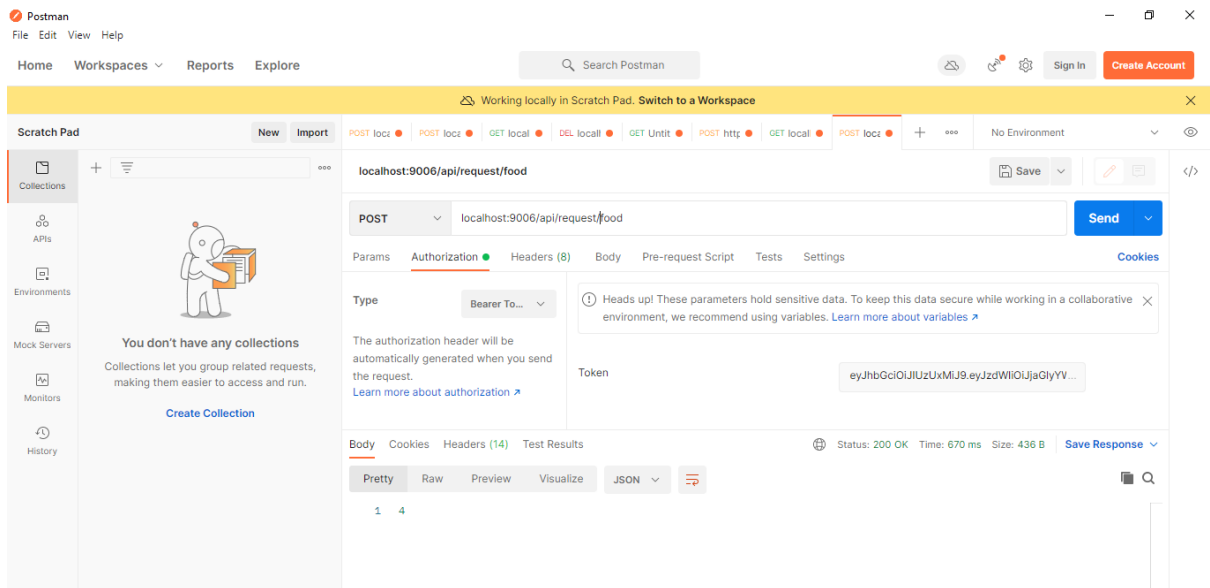 Postman
File Edit View Help
Home Workspaces Reports Explore Search Postman Sign In Create Account
Working locally in Scratch Pad. Switch to a Workspace
Scratch Pad New Import
POST loca POST loca GET local DEL locall GET Untit POST http GET locall POST loca No Environment
Collections
APIs
Environments
Mock Servers
Monitors
History
You don't have any collections
Collections let you group related requests,
making them easier to access and run.
Create Collection
localhost:9006/api/request/food Save
POST localhost:9006/api/request/food Send
Params Authorization Headers (8) Body Pre-request Script Tests Settings Cookies
Type Bearer To...
The authorization header will be
automatically generated when you send
the request.
Learn more about authorization
Heads up! These parameters hold sensitive data. To keep this data secure while working in a collaborative
environment, we recommend using variables. Learn more about variables
Token eyJhbGciOiJIUzUxMiJ9.eyJzdWIiOiJjaGlyYV...
Body Cookies Headers (14) Test Results Status: 200 OK Time: 670 ms Size: 436 B Save Response
Pretty Raw Preview Visualize JSON
1 4